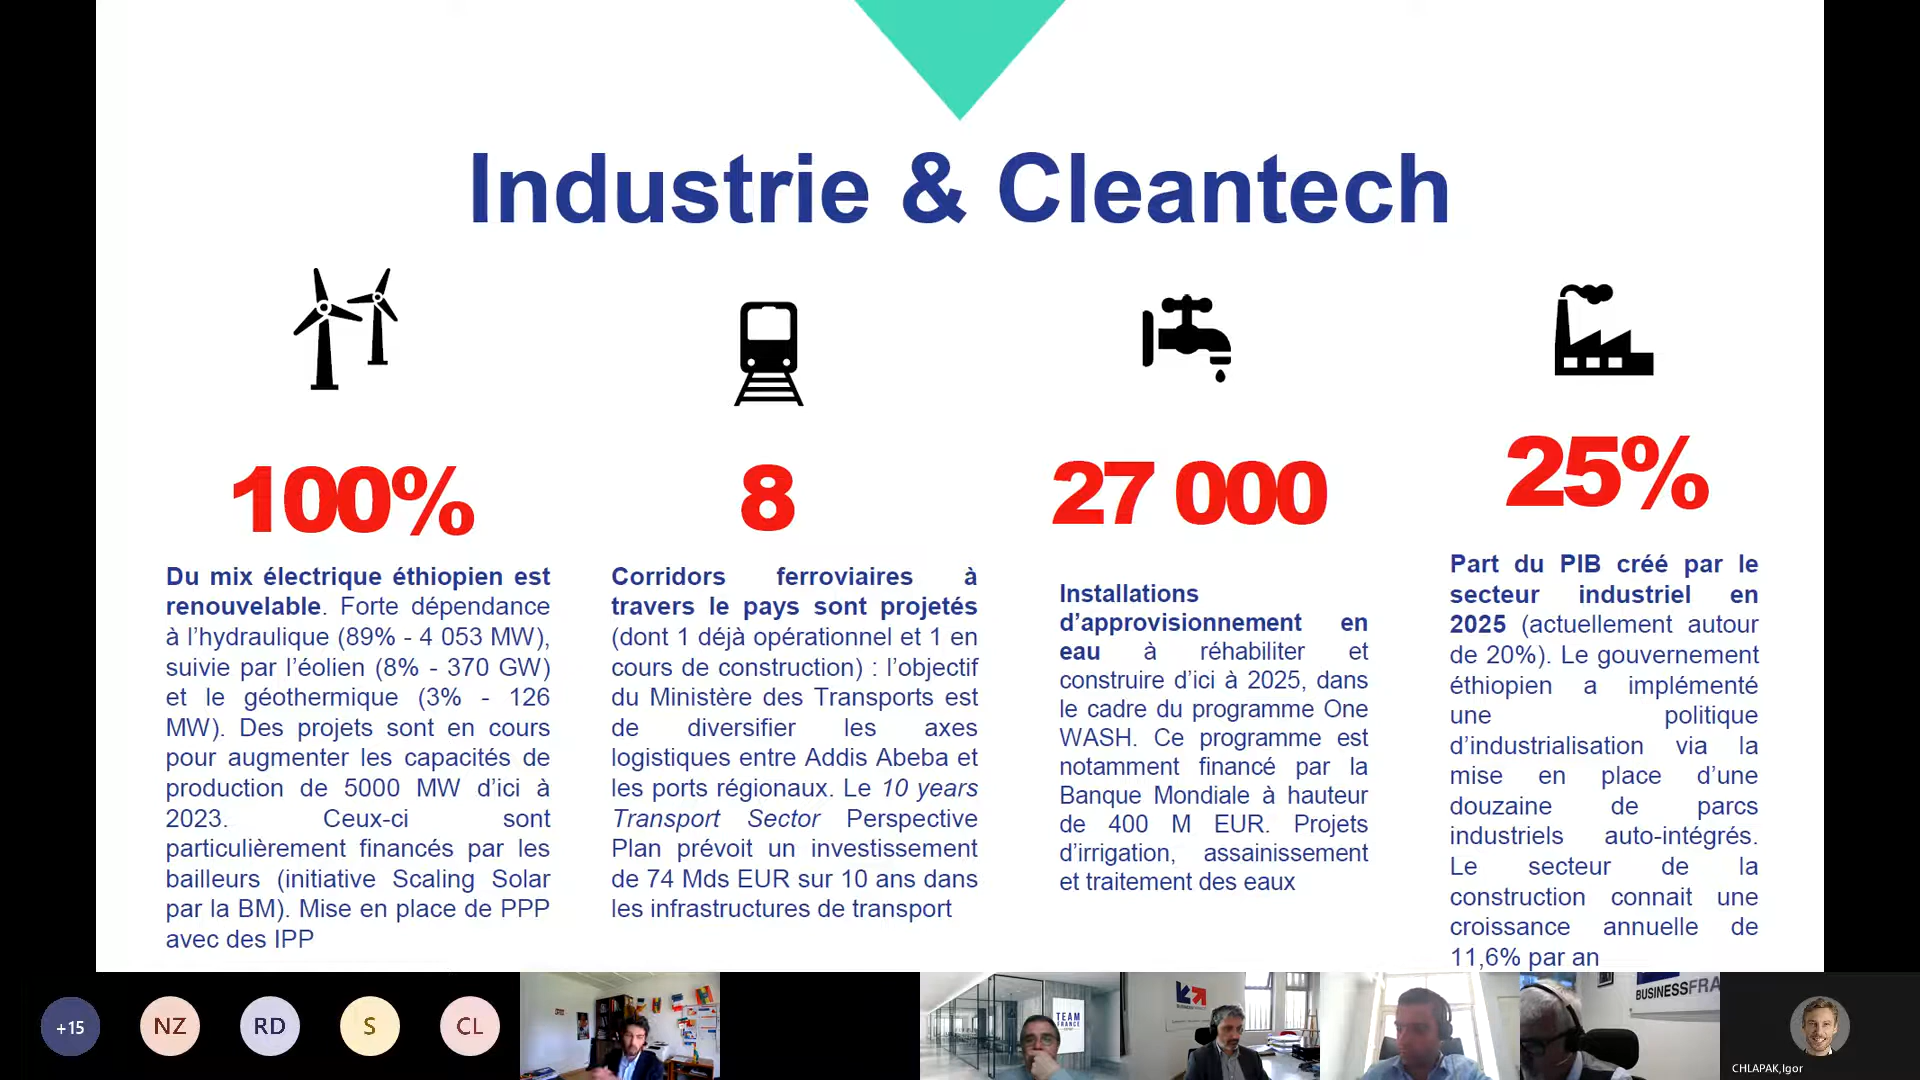 Industrie & Cleantech
100%
Du mix électrique éthiopien est
renouvelable. Forte dépendance
à l'hydraulique (89% - 4 053 MW),
suivie par l'éolien (8% - 370 GW)
et le géothermique (3% - 126
MW). Des projets sont en cours
pour augmenter les capacités de
production de 5000 MW d'ici à
2023. Ceux-ci sont
particulièrement financés par les
bailleurs (initiative Scaling Solar
par la BM). Mise en place de PPP
avec des IPP
8
Corridors ferroviaires à
travers le pays sont projetés
(dont 1 déjà opérationnel et 1 en
cours de construction) : l'objectif
du Ministère des Transports est
de diversifier les axes
logistiques entre Addis Abeba et
les ports régionaux. Le 10 years
Transport Sector Perspective
Plan prévoit un investissement
de 74 Mds EUR sur 10 ans dans
les infrastructures de transport
27 000
Installations
d'approvisionnement en
eau à réhabiliter et
construire d'ici à 2025, dans
le cadre du programme One
WASH. Ce programme est
notamment financé par la
Banque Mondiale à hauteur
de 400 M EUR. Projets
d'irrigation, assainissement
et traitement des eaux
25%
Part du PIB créé par le
secteur industriel en
2025 (actuellement autour
de 20%). Le gouvernement
éthiopien a implémenté
une politique
d'industrialisation via la
mise en place d'une
douzaine de parcs
industriels auto-intégrés.
Le secteur de la
construction connait une
croissance annuelle de
11,6% par an
+15
NZ
RD
S
CL
TEAM
FRANCE
BUSINESSFRA
CHLAPAK,Igor